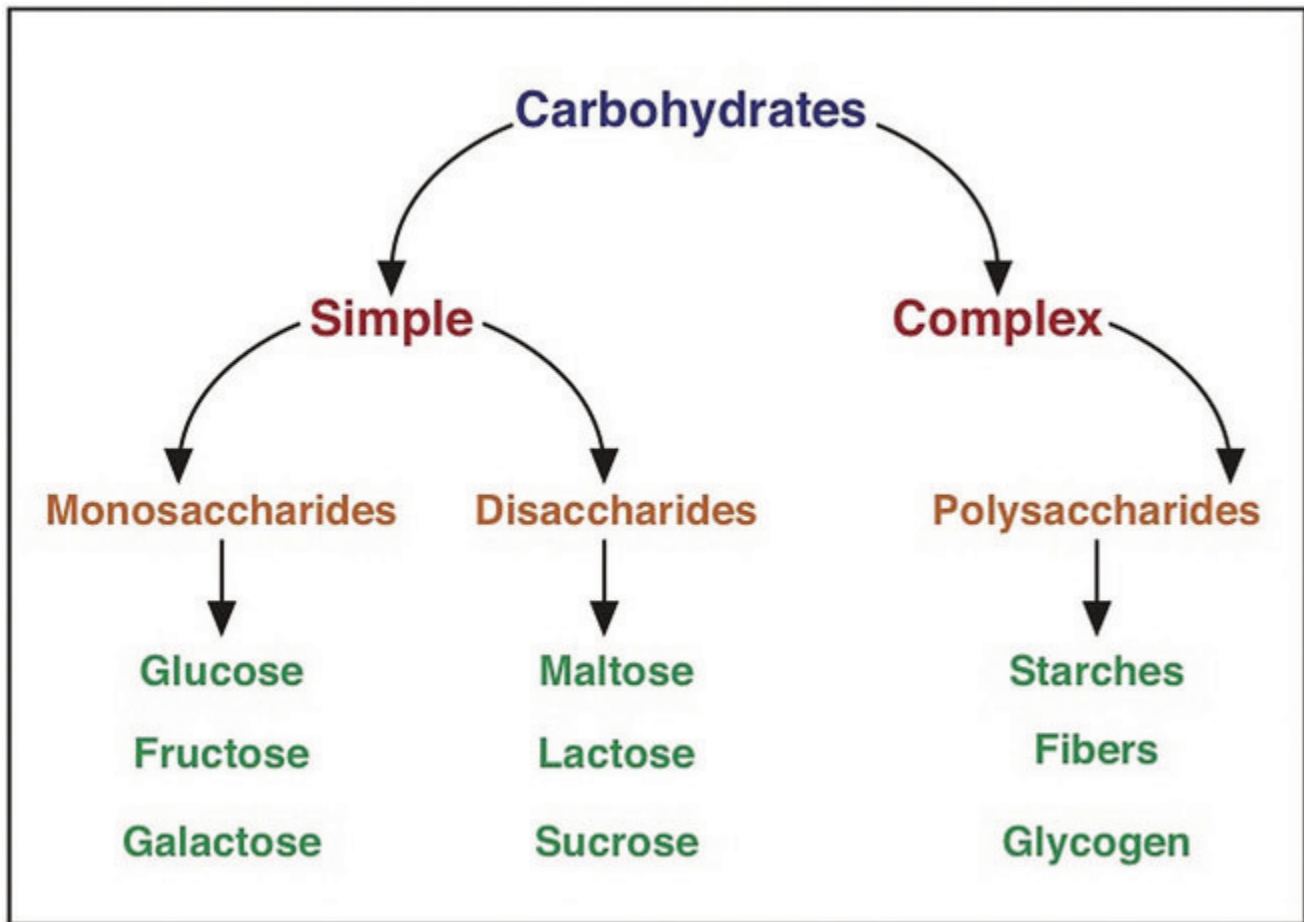 Carbohydrates
Simple
Complex
Monosaccharides
Disaccharides
Polysaccharides
Glucose
Maltose
Starches
Fructose
Lactose
Fibers
Galactose
Sucrose
Glycogen